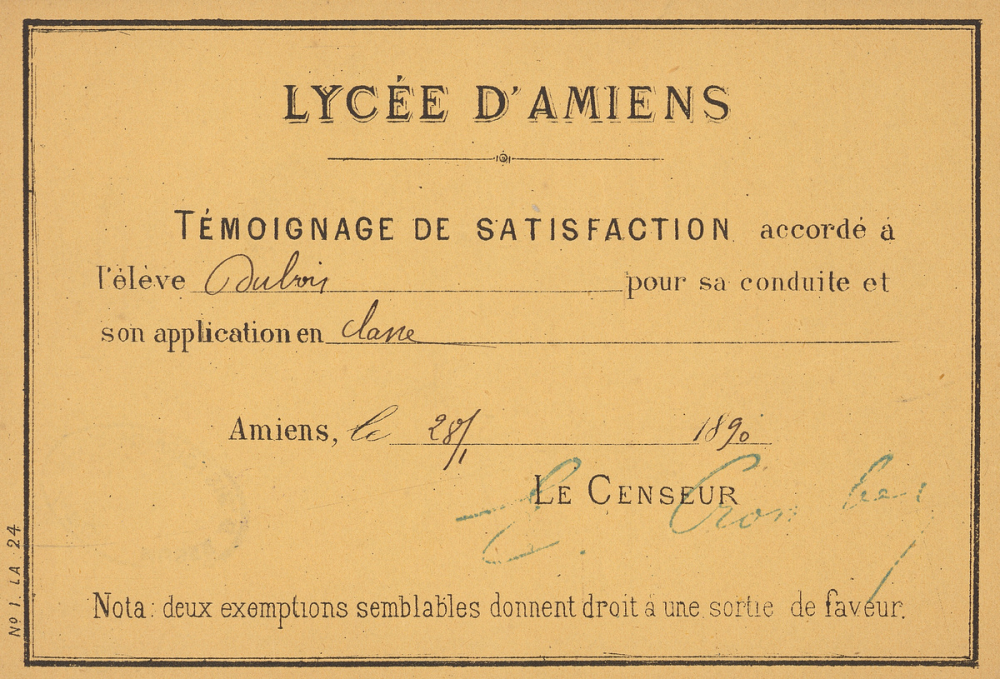 LYCÉE D'AMIENS
TÉMOIGNAGE DE SATISFACTION accordé à
l'élève Dubois pour sa conduite et
son application en classe
Amiens, le 28/1 1890
LE CENSEUR
Nota: deux exemptions semblables donnent droit à une sortie de faveur.
Nº 1. LA. 24